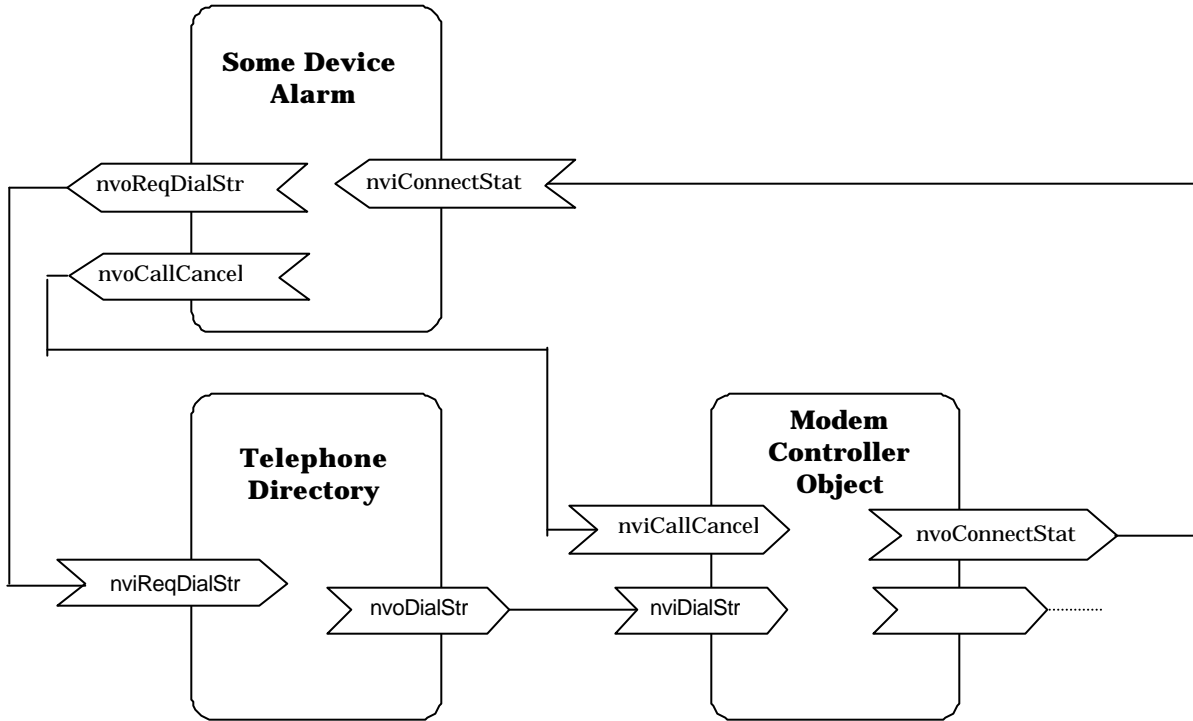 Some Device
Alarm
nvoReqDialStr
nviConnectStat
nvoCallCancel
Telephone
Directory
nviReqDialStr
nvoDialStr
Modem
Controller
Object
nviCallCancel
nvoConnectStat
nviDialStr